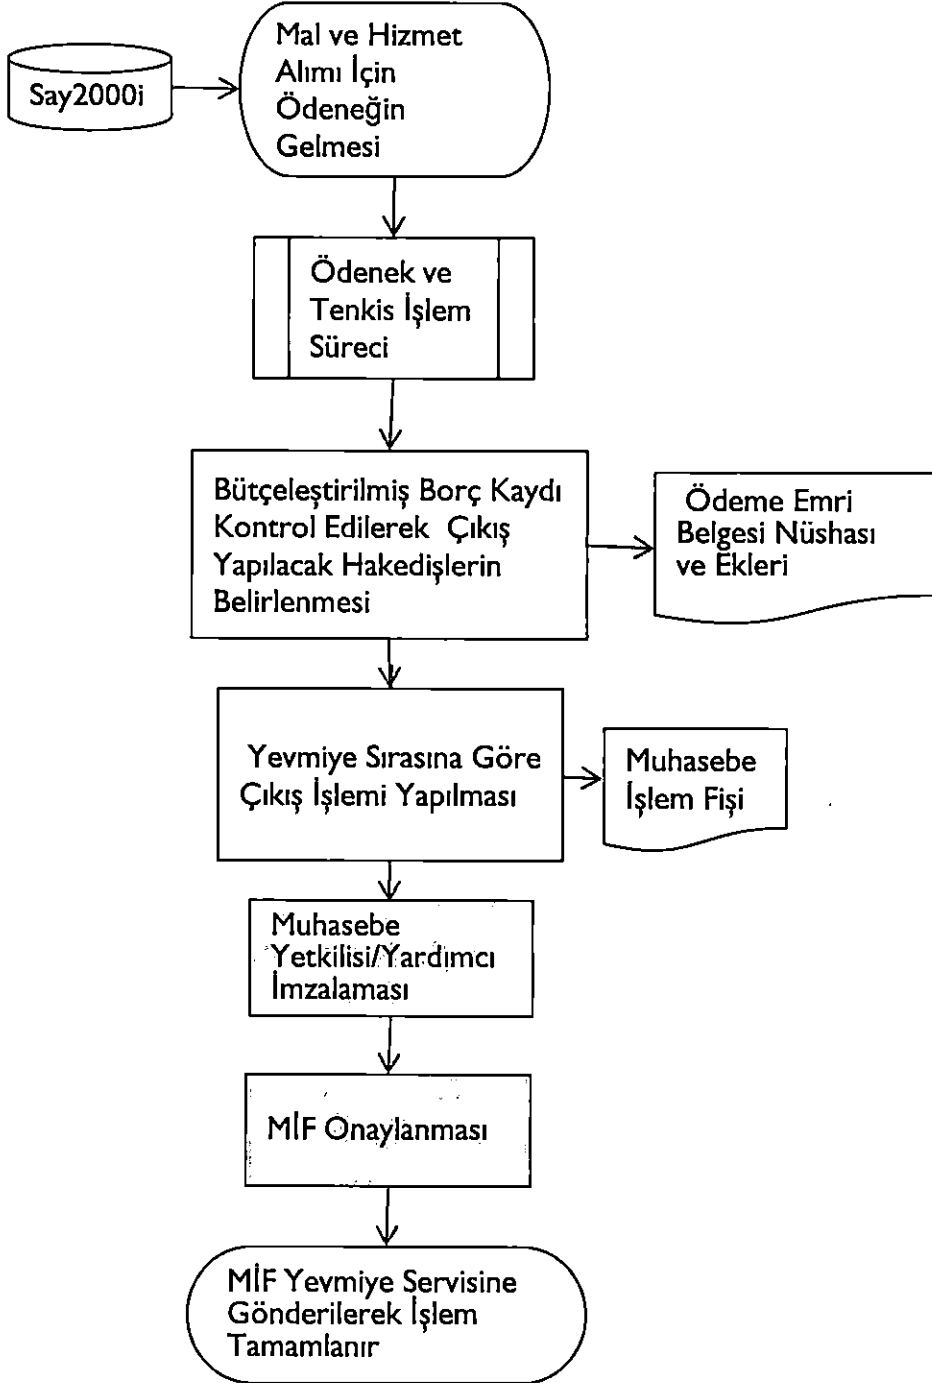 Say2000i
Mal ve Hizmet
Alımı İçin
Ödeneğin
Gelmesi
Ödenek ve
Tenkis İşlem
Süreci
Bütçeleştirilmiş Borç Kaydı
Kontrol Edilerek Çıkış
Yapılacak Hakedişlerin
Belirlenmesi
Ödeme Emri
Belgesi Nüshası
ve Ekleri
Yevmiye Sırasına Göre
Çıkış İşlemi Yapılması
Muhasebe
İşlem Fişi
Muhasebe
Yetkilisi/Yardımcı
İmzalaması
MİF Onaylanması
MİF Yevmiye Servisine
Gönderilerek İşlem
Tamamlanır